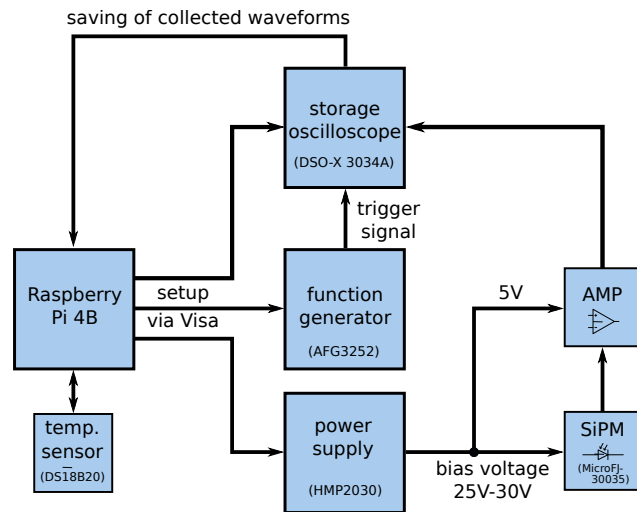 saving of collected waveforms
storage
oscilloscope
(DSO-X 3034A)
trigger
signal
Raspberry
Pi 4B
setup
via Visa
function
generator
(AFG3252)
5V
AMP
temp.
sensor
(DS18B20)
power
supply
(HMP2030)
bias voltage
25V-30V
SiPM
(MicroFJ-
30035)